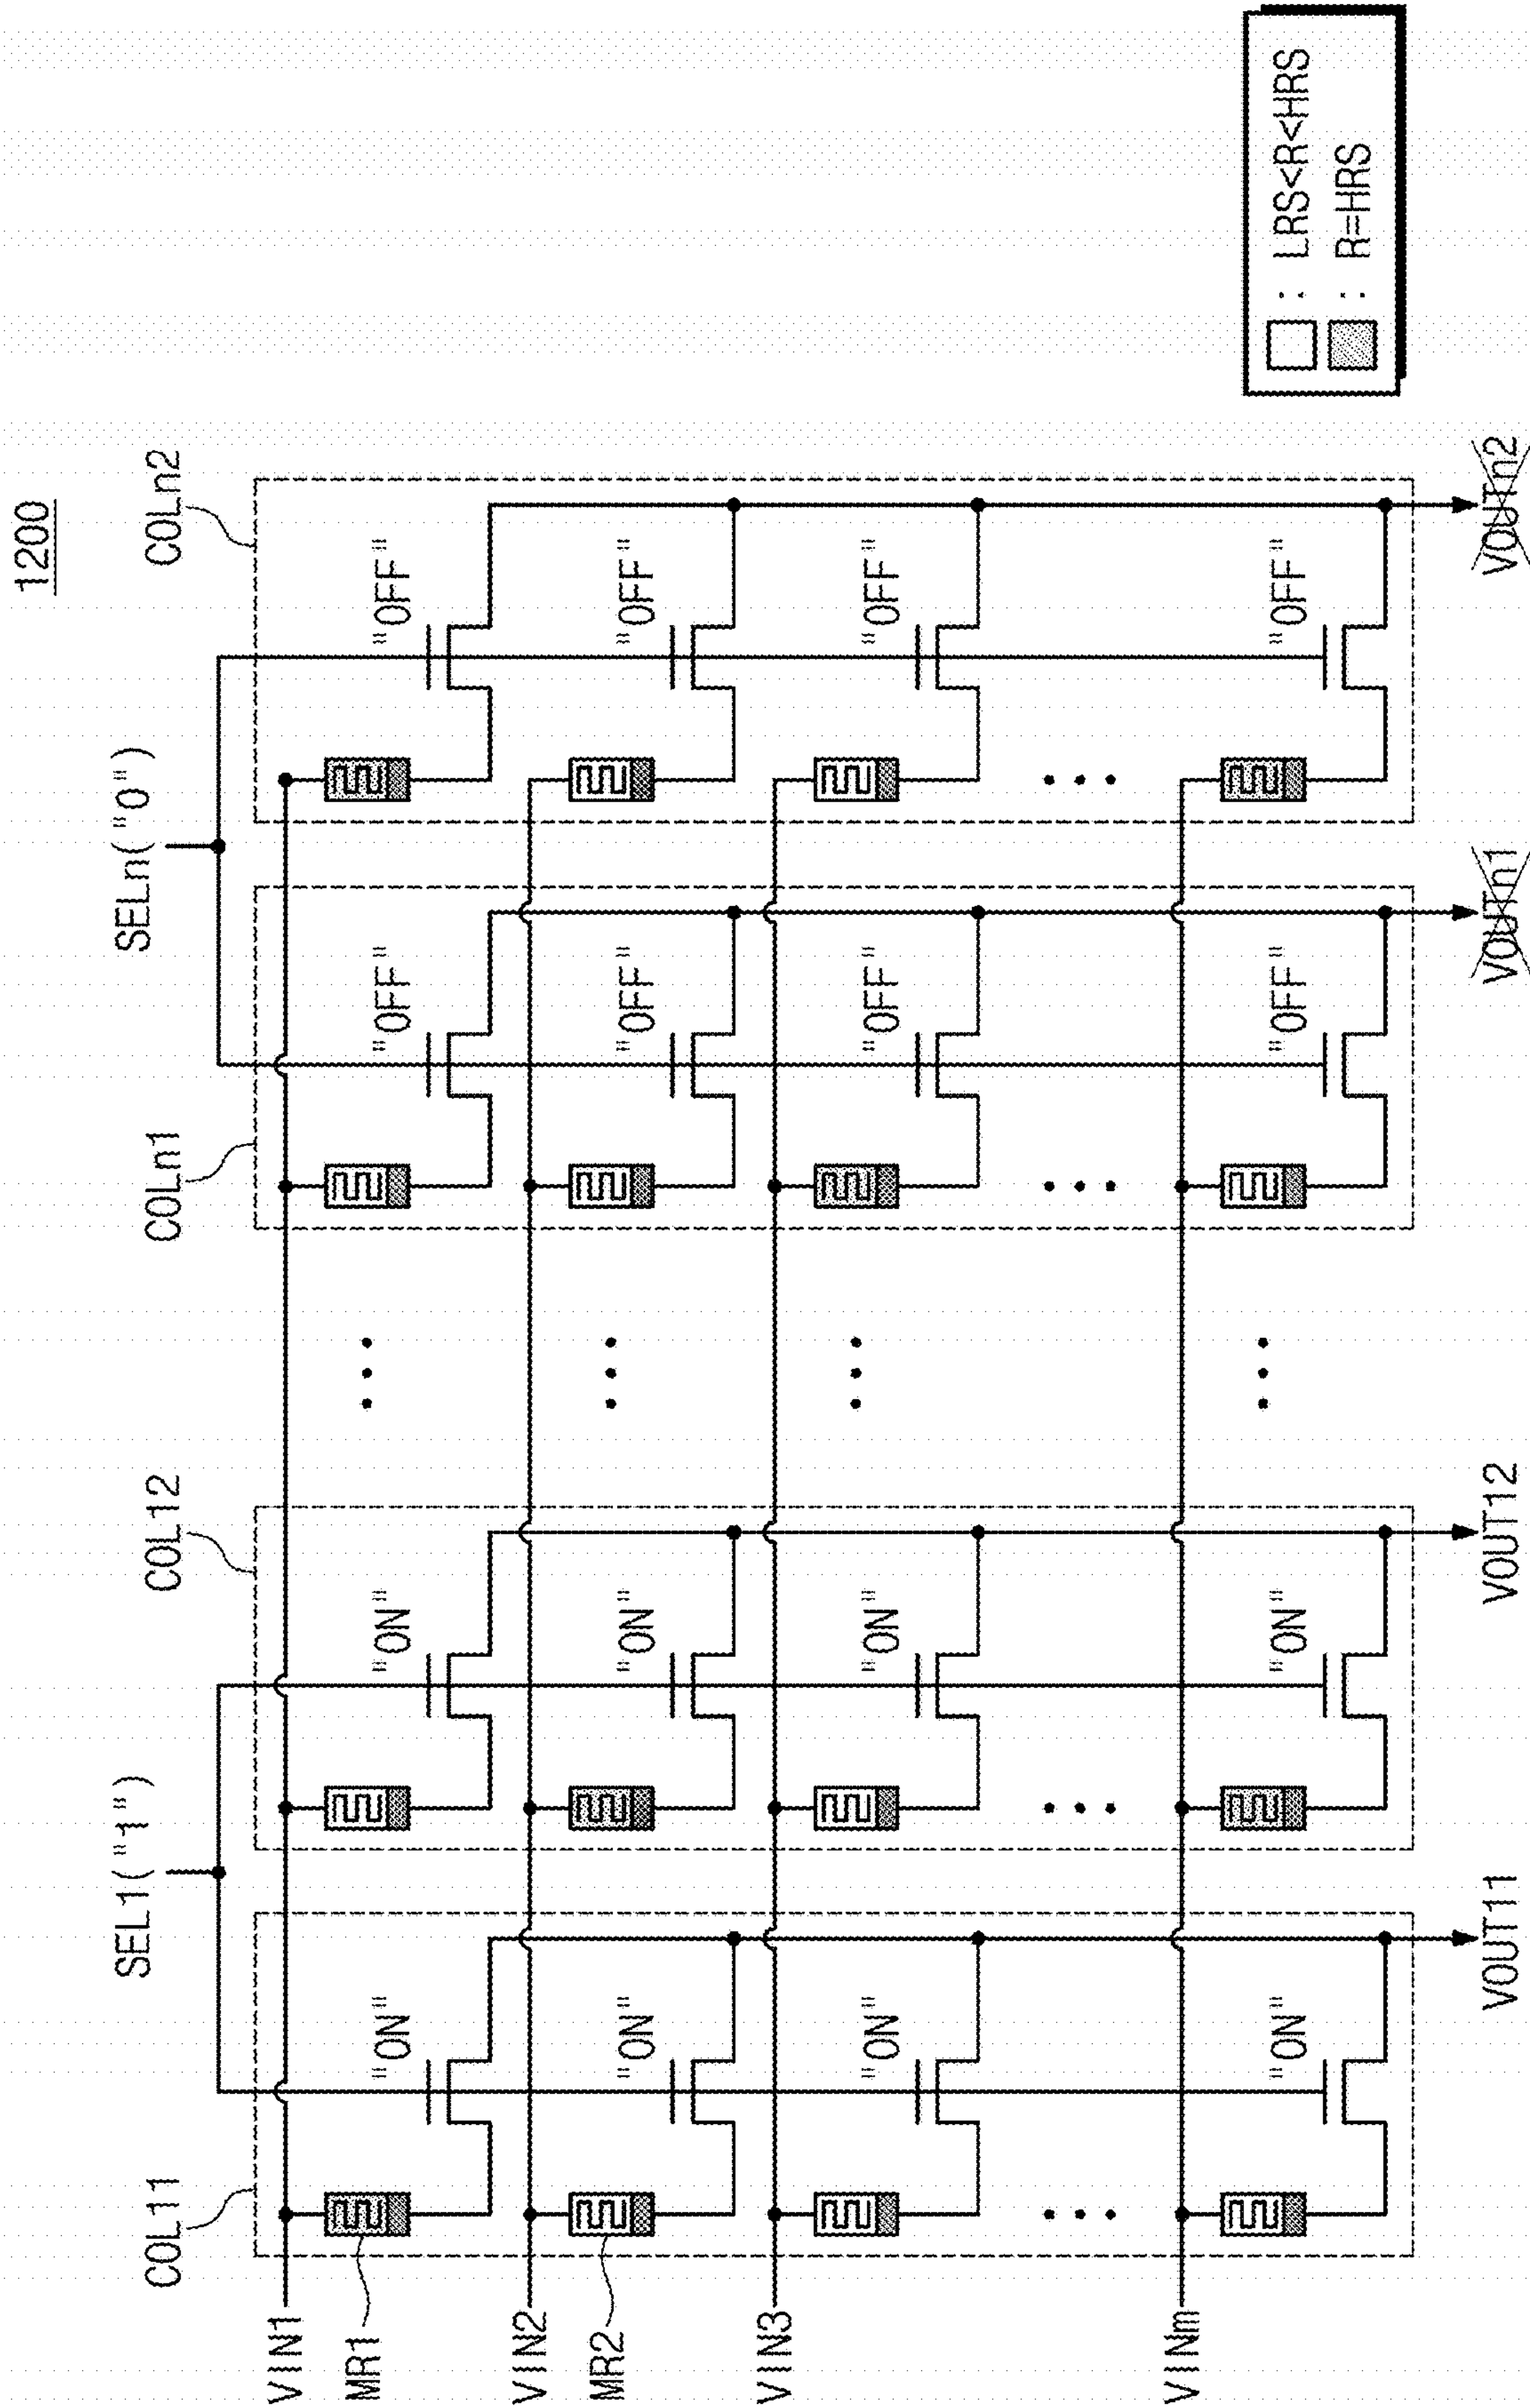 1200
SEL1("1")
SELn("0")
COL11
COL12
COLn1
COLn2
VIN1
MR1
"ON"
"ON"
"OFF"
"OFF"
VIN2
MR2
"ON"
"ON"
"OFF"
"OFF"
VIN3
"ON"
"ON"
"OFF"
"OFF"
VINm
"ON"
"ON"
"OFF"
"OFF"
VOUT11
VOUT12
VOUTn1
VOUTn2
: LRS<R<HRS
: R=HRS